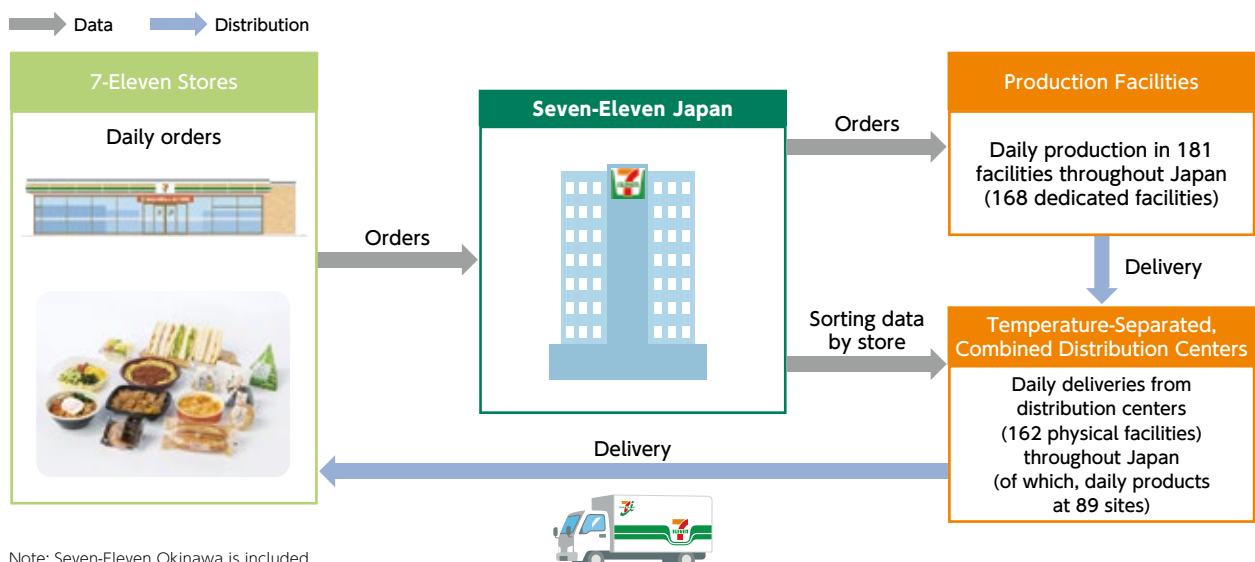 Data
Distribution
7-Eleven Stores
Daily orders
Orders
Seven-Eleven Japan
Orders
Sorting data
by store
Production Facilities
Daily production in 181
facilities throughout Japan
(168 dedicated facilities)
Delivery
Temperature-Separated,
Combined Distribution Centers
Daily deliveries from
distribution centers
(162 physical facilities)
throughout Japan
(of which, daily products
at 89 sites)
Delivery
Note: Seven-Eleven Okinawa is included